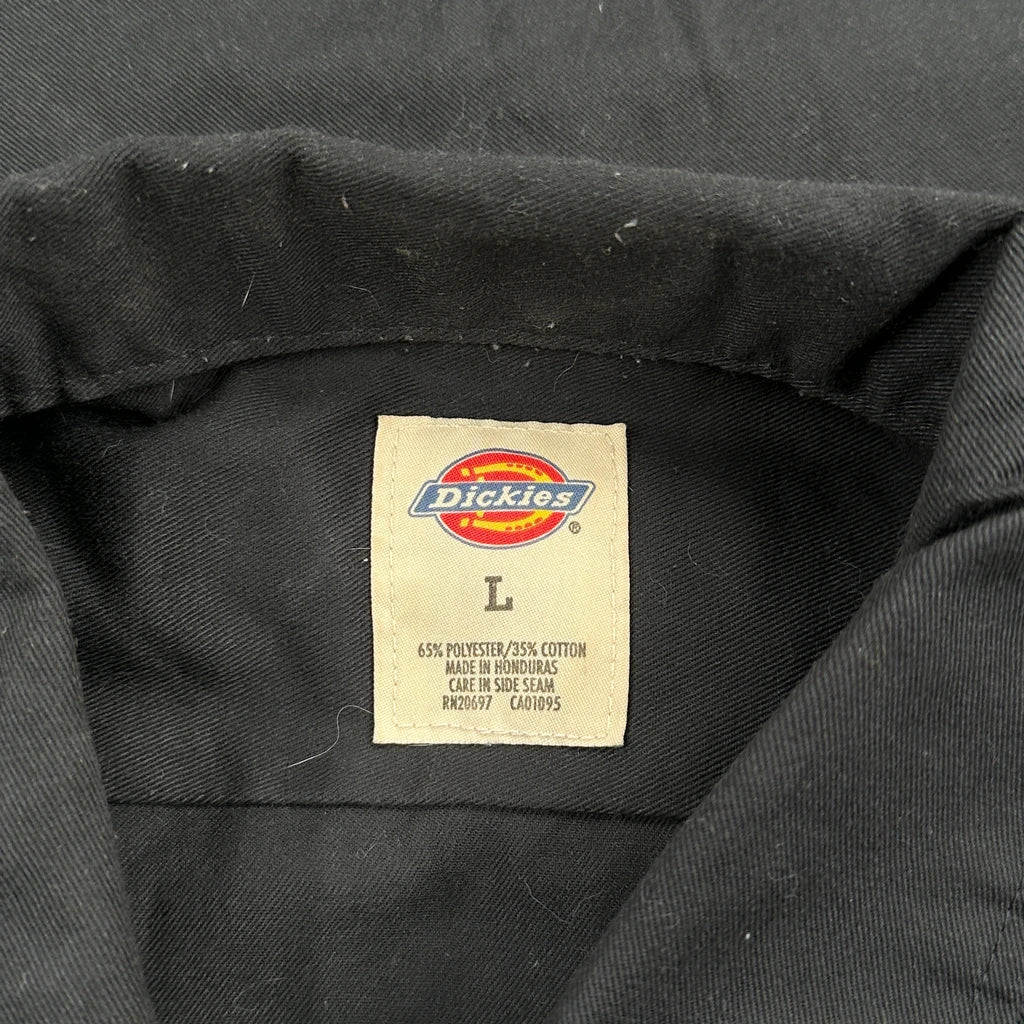 Dickies
®
L
65% POLYESTER/35% COTTON
MADE IN HONDURAS
CARE IN SIDE SEAM
RN20697 CA01095